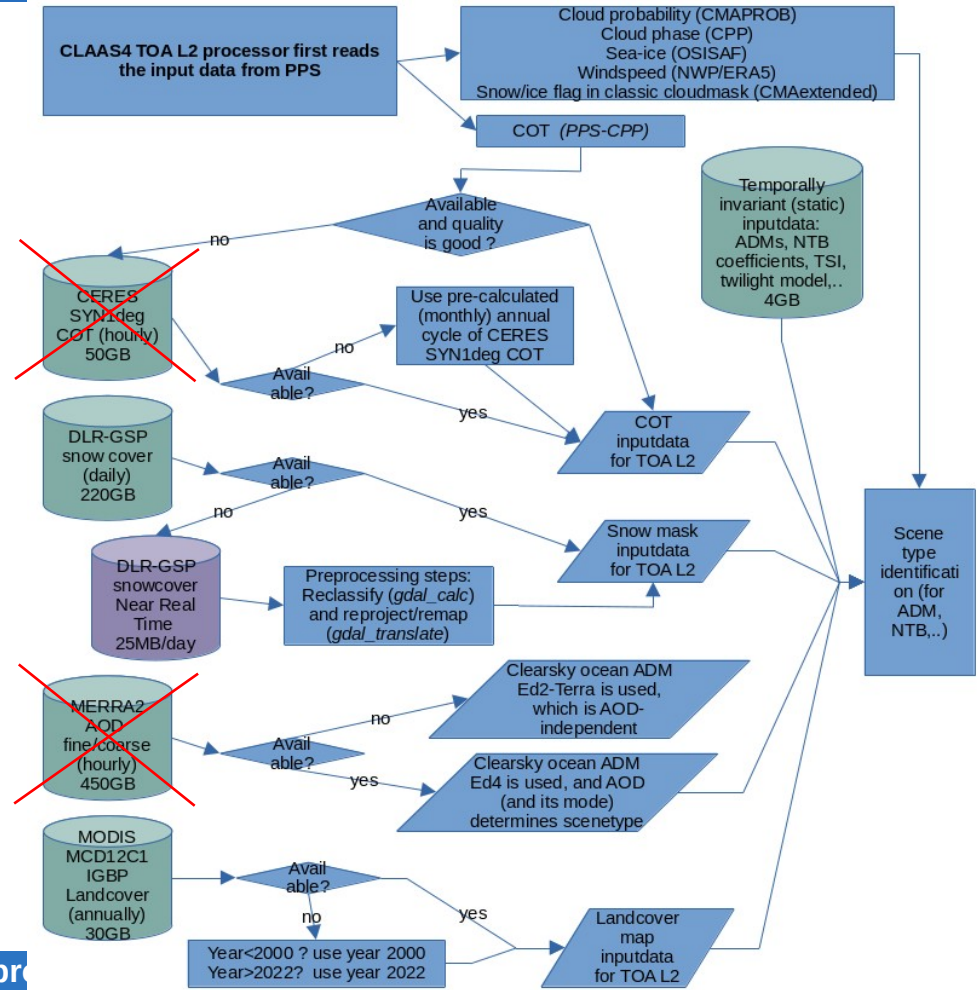 CLAAS4 TOA L2 processor first reads
the input data from PPS
Cloud probability (CMAPROB)
Cloud phase (CPP)
Sea-ice (OSISAF)
Windspeed (NWP/ERA5)
Snow/ice flag in classic cloudmask (CMAextended)
COT (PPS-CPP)
Available
and quality
is good ?
no
Temporally
invariant (static)
inputdata:
ADMs, NTB
coefficients, TSI,
twilight model,..
4GB
CERES
SYN1deg
COT (hourly)
50GB
Use pre-calculated
(monthly) annual
cycle of CERES
SYN1deg COT
no
Avail
able?
yes
COT
inputdata
for TOA L2
DLR-GSP
snow cover
(daily)
220GB
Avail
able?
no
yes
Snow mask
inputdata
for TOA L2
Scene
type
identificati
on (for
ADM,
NTB,..)
DLR-GSP
snowcover
Near Real
Time
25MB/day
Preprocessing steps:
Reclassify (gdal_calc)
and reproject/remap
(gdal_translate)
MERRA2
AOD
fine/coarse
(hourly)
450GB
Avail
able?
no
yes
Clearsky ocean ADM
Ed2-Terra is used,
which is AOD-
independent
Clearsky ocean ADM
Ed4 is used, and AOD
(and its mode)
determines scenetype
MODIS
MCD12C1
IGBP
Landcover
(annually)
30GB
Avail
able?
no
yes
Year<2000 ? use year 2000
Year>2022? use year 2022
Landcover
map
inputdata
for TOA L2